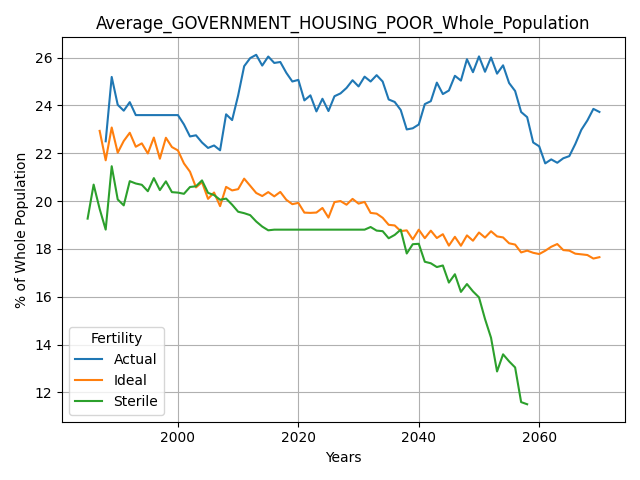 Average_GOVERNMENT_HOUSING_POOR_Whole_Population
% of Whole Population
26
24
22
20
18
16
14
12
Fertility
Actual
Ideal
Sterile
2000 2020 2040 2060
Years